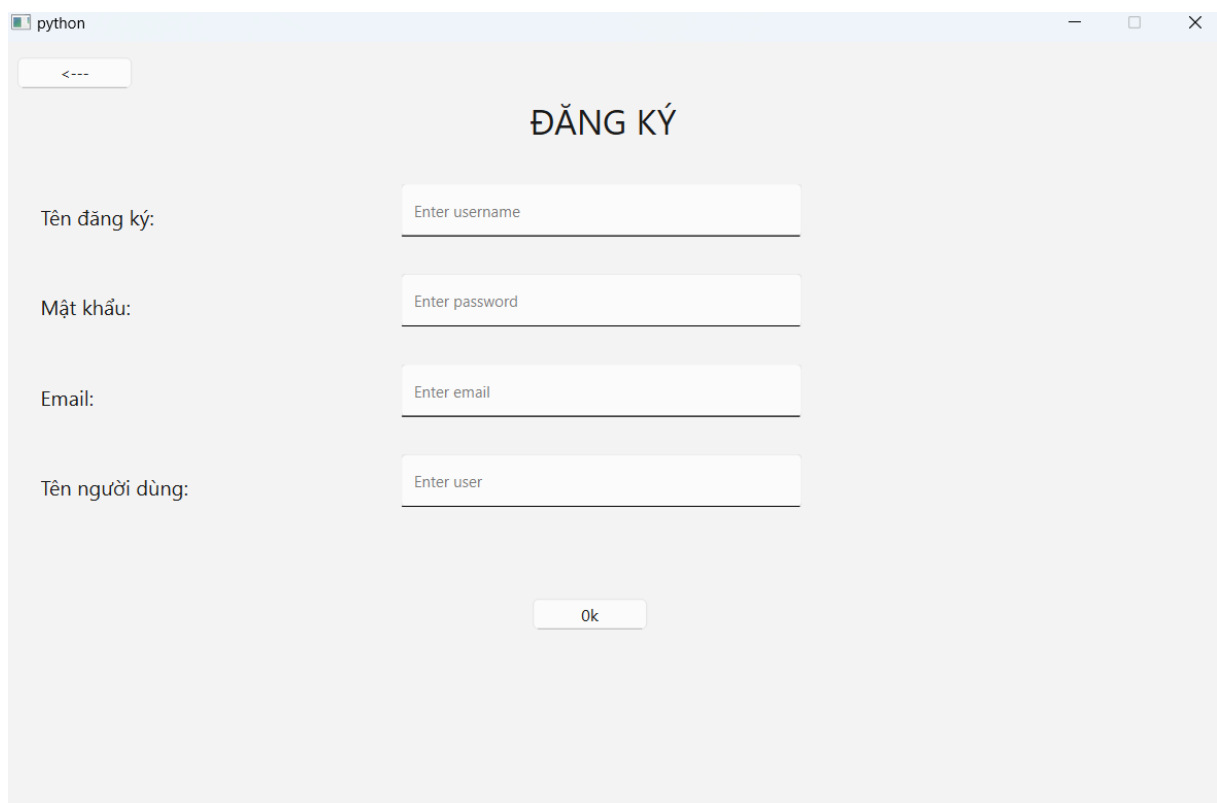 python
<---
ĐĂNG KÝ
Tên đăng ký:
Enter username
Mật khẩu:
Enter password
Email:
Enter email
Tên người dùng:
Enter user
0k